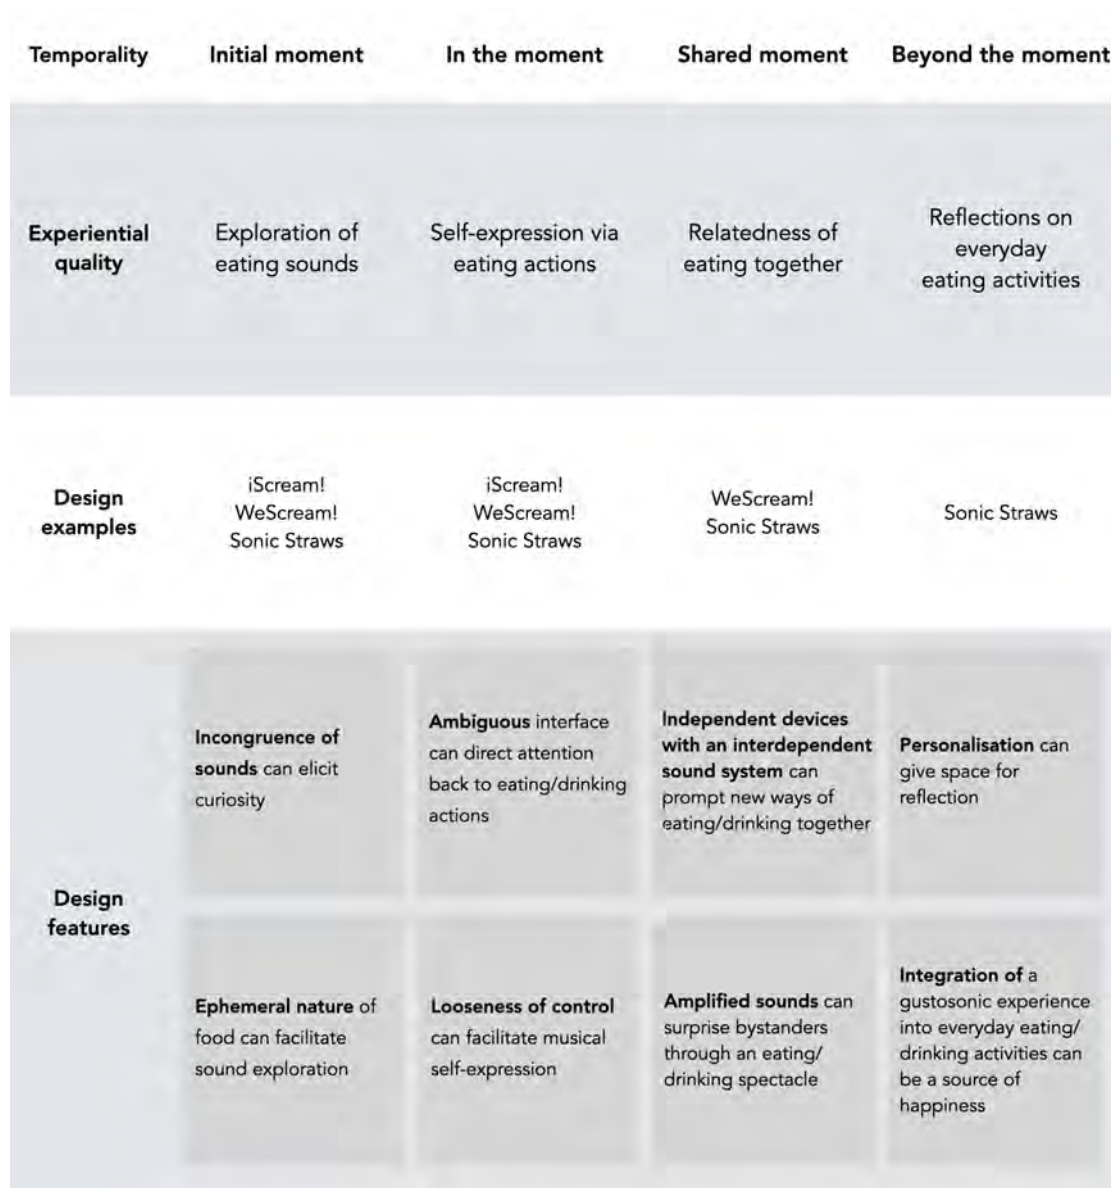 Temporality
Initial moment
In the moment
Shared moment
Beyond the moment
Experiential
quality
Exploration of
eating sounds
Self-expression via
eating actions
Relatedness of
eating together
Reflections on
everyday
eating activities
Design
examples
iScream!
WeScream!
Sonic Straws
iScream!
WeScream!
Sonic Straws
WeScream!
Sonic Straws
Sonic Straws
Design
features
Incongruence of
sounds can elicit
curiosity
Ambiguous interface
can direct attention
back to eating/drinking
actions
Independent devices
with an interdependent
sound system can
prompt new ways of
eating/drinking together
Personalisation can
give space for
reflection
Ephemeral nature of
food can facilitate
sound exploration
Looseness of control
can facilitate musical
self-expression
Amplified sounds can
surprise bystanders
through an eating/
drinking spectacle
Integration of a
gustosonic experience
into everyday eating/
drinking activities can
be a source of
happiness